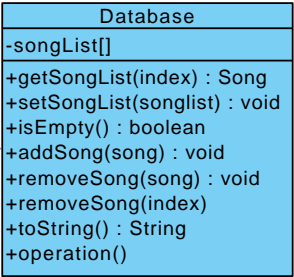 Database
-songList[]
+getSongList(index) : Song
+setSongList(songlist) : void
+isEmpty() : boolean
+addSong(song) : void
+removeSong(song) : void
+removeSong(index)
+toString() : String
+operation()